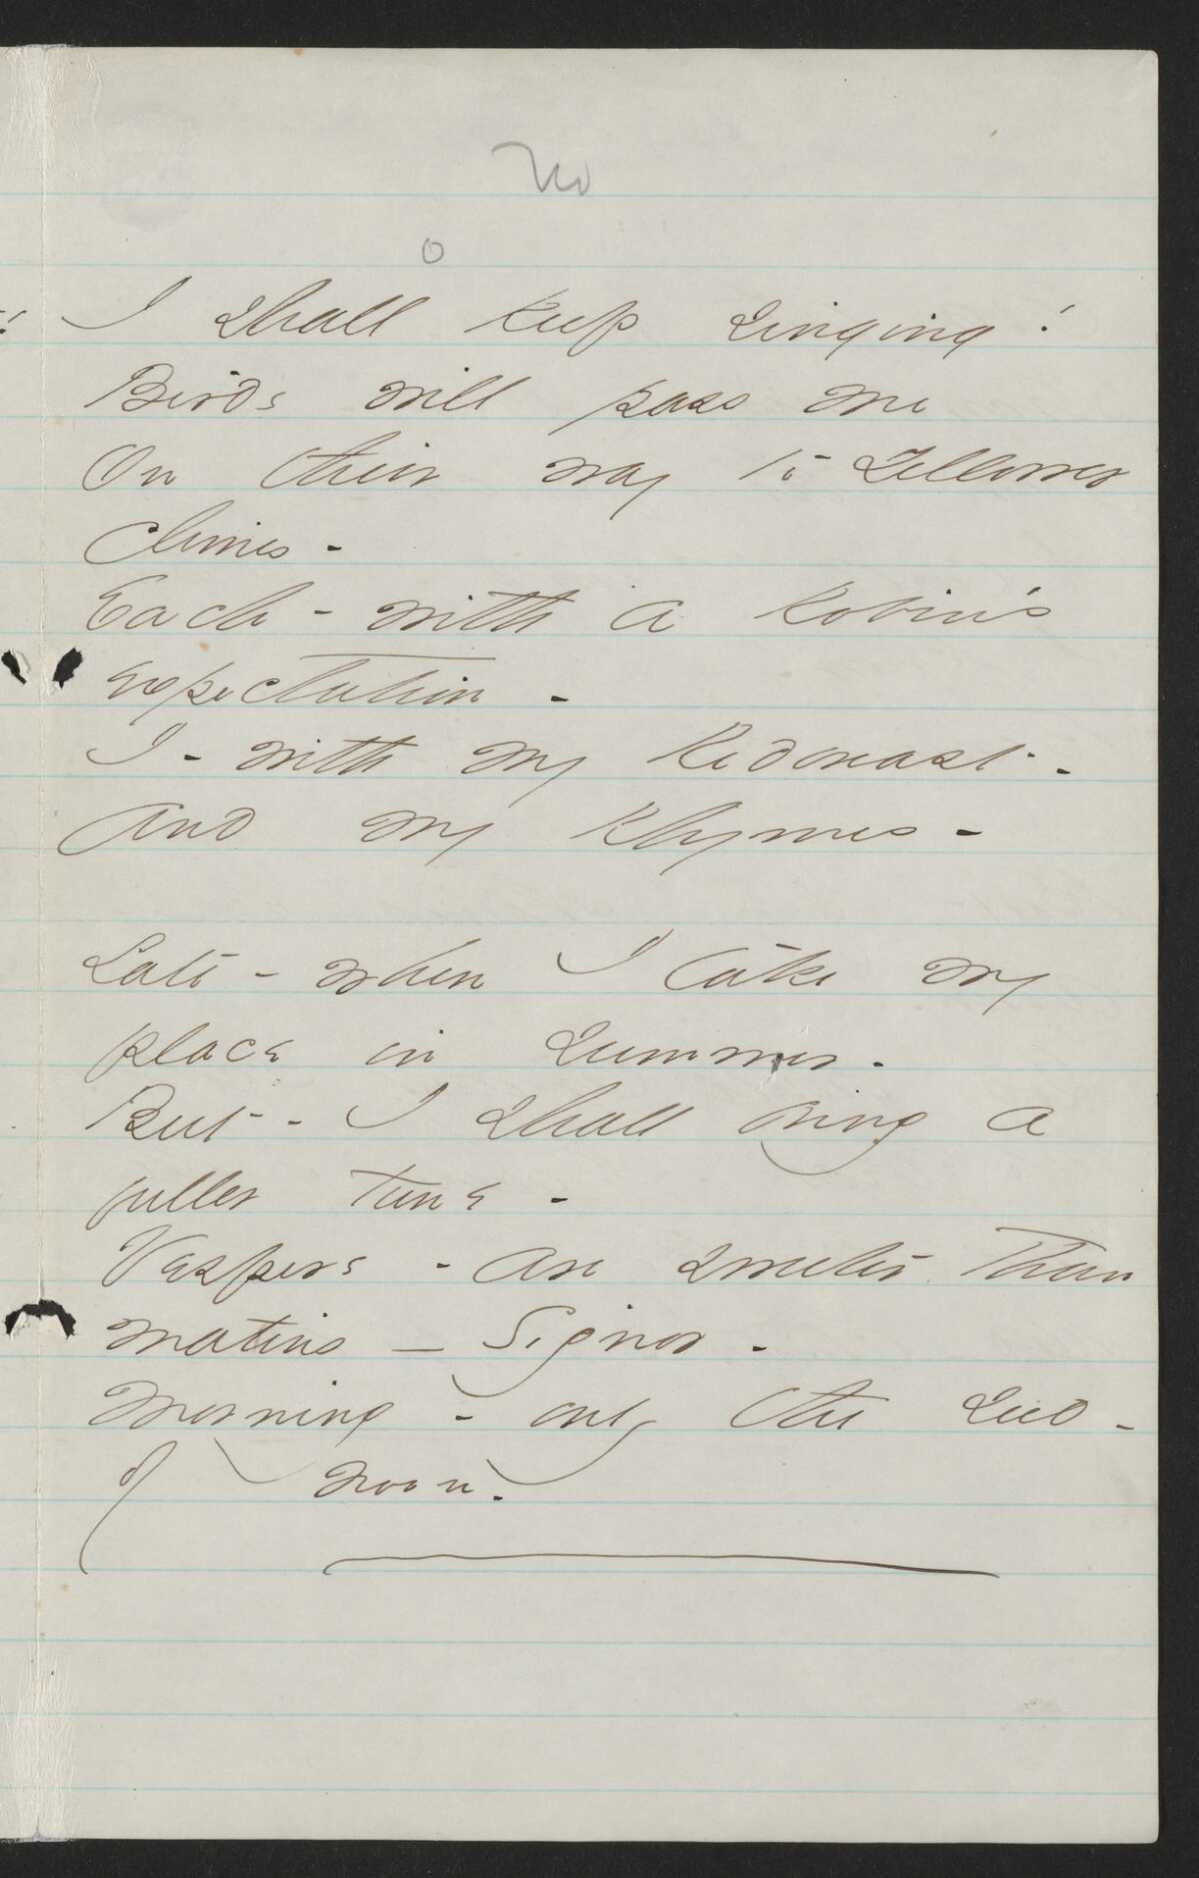 No
o
I shall keep singing!
Birds will pass me
On their way to Yellower
Climes -
Each - with a Robin's
expectation -
I - with my Redbreast -
And my Rhymes -
Late - when I take my
place in Summer -
But - I shall bring a
fuller tune -
Vespers - are sweeter than
matins - Signor -
Morning - only the seed -
of noon -